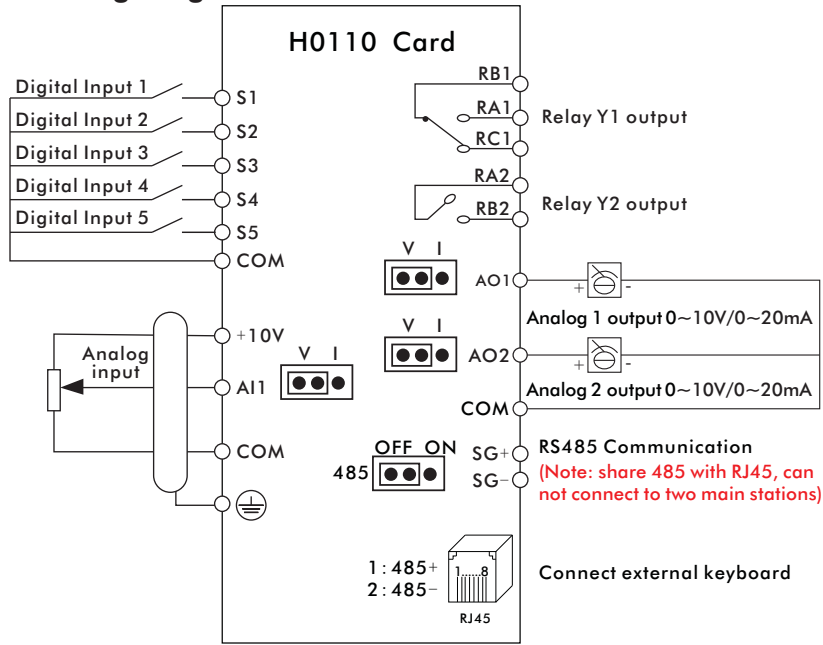 H0110 Card
Digital Input 1
S1
Digital Input 2
S2
Digital Input 3
S3
Digital Input 4
S4
Digital Input 5
S5
COM
RB1
RA1
RC1
Relay Y1 output
RA2
RB2
Relay Y2 output
V I
AO1
+ -
Analog 1 output 0~10V/0~20mA
V I
AO2
+ -
Analog 2 output 0~10V/0~20mA
COM
+10V
Analog
input
V I
AI1
COM
OFF ON
485
SG+
SG-
RS485 Communication
(Note: share 485 with RJ45, can
not connect to two main stations)
1:485+
2:485-
1.....8
RJ45
Connect external keyboard